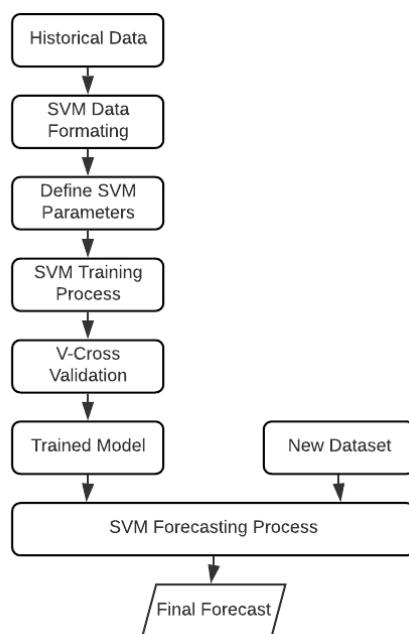 Historical Data
SVM Data
Formating
Define SVM
Parameters
SVM Training
Process
V-Cross
Validation
Trained Model
New Dataset
SVM Forecasting Process
Final Forecast